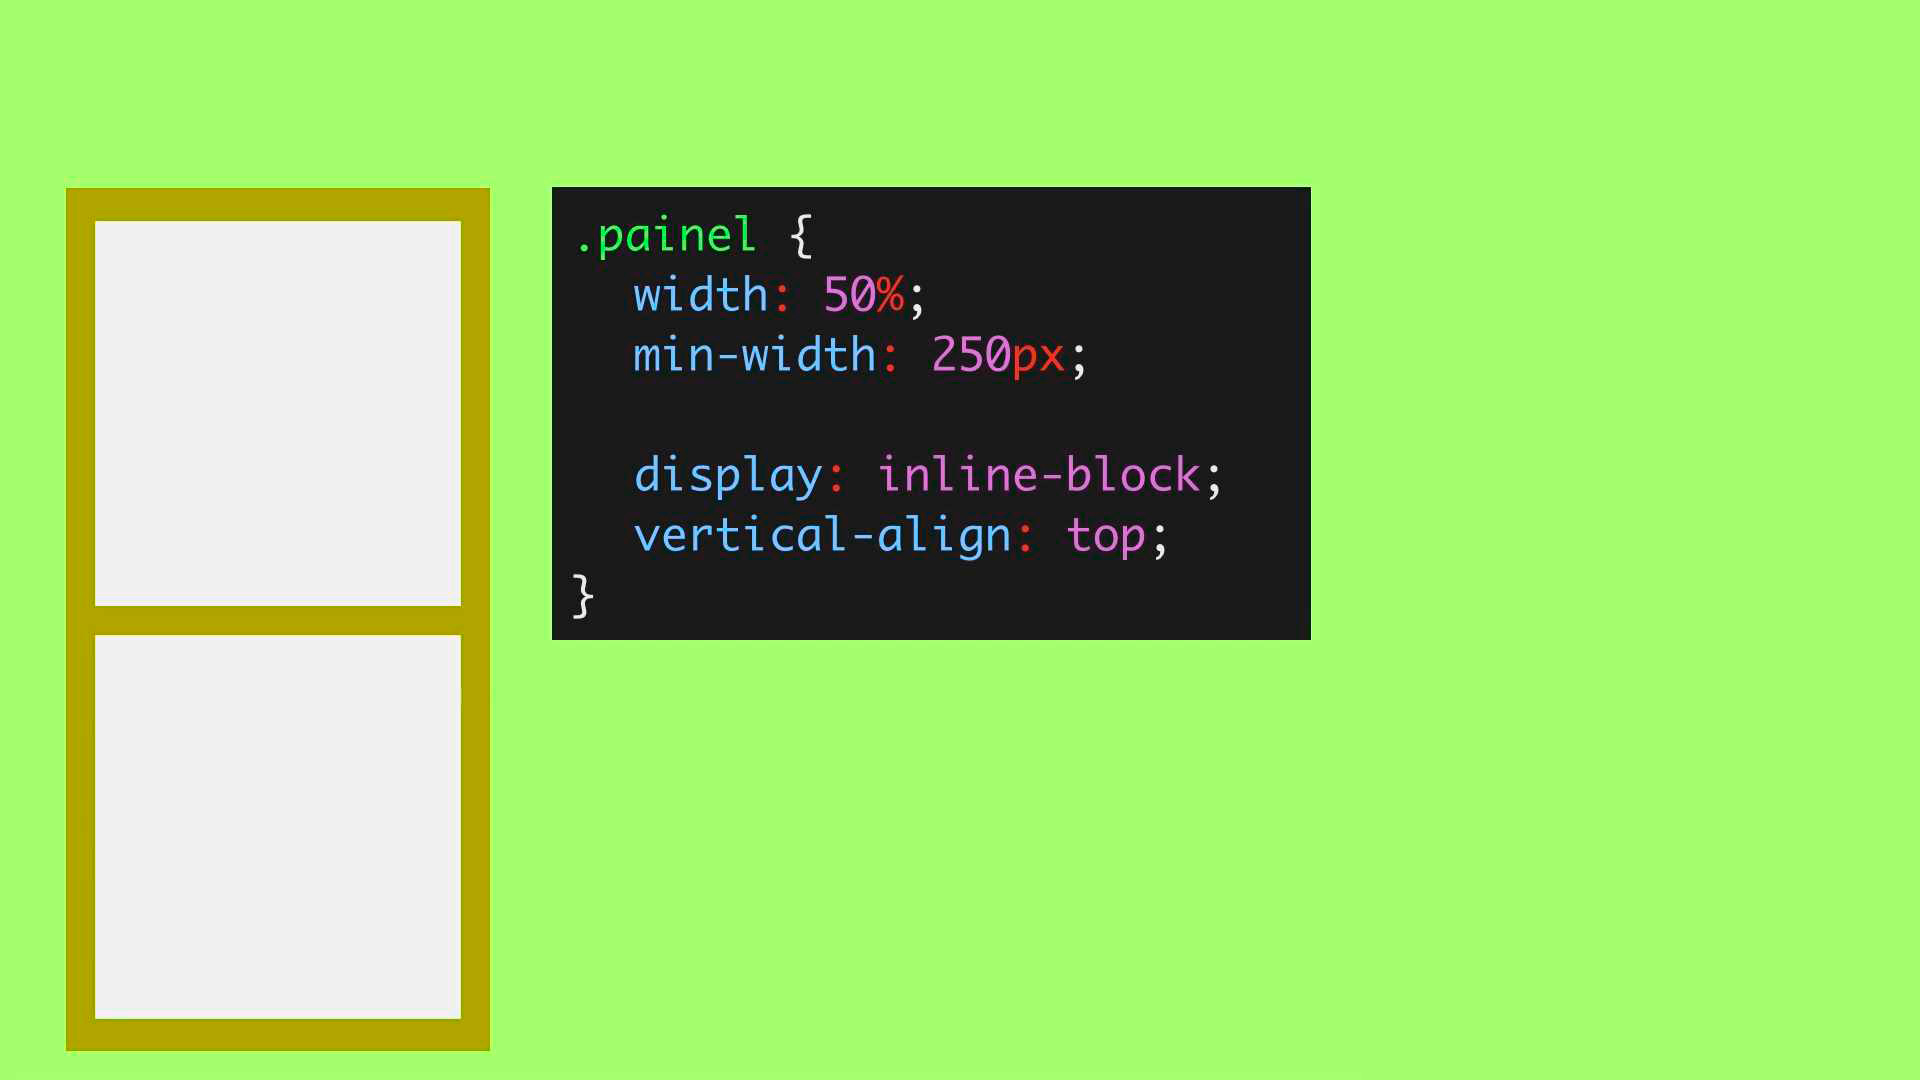 .painel {
width: 50%;
min-width: 250px;
display: inline-block;
vertical-align: top;
}